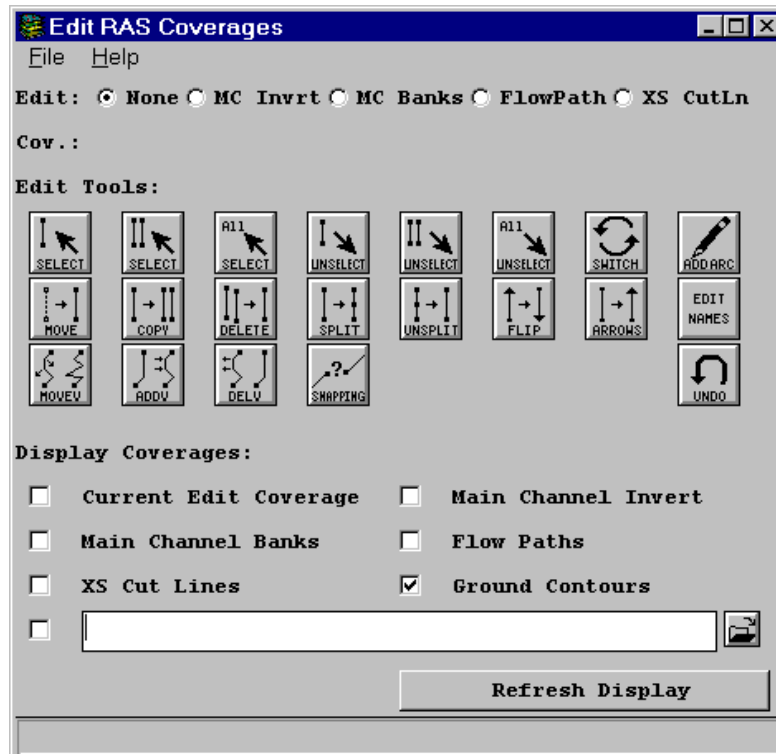 Edit RAS Coverages
File Help
Edit: None MC Invrt MC Banks FlowPath XS CutLn
Cov.:
Edit Tools:
All All
SELECT SELECT SELECT UNSELECT UNSELECT UNSELECT SWITCH ADD ARC
EDIT
NAMES
MOVE COPY DELETE SPLIT UNSPLIT FLIP ARROWS
?
MOVEV ADDV DELV SNAPPING UNDO
Display Coverages:
Current Edit Coverage Main Channel Invert
Main Channel Banks Flow Paths
XS Cut Lines Ground Contours
Refresh Display